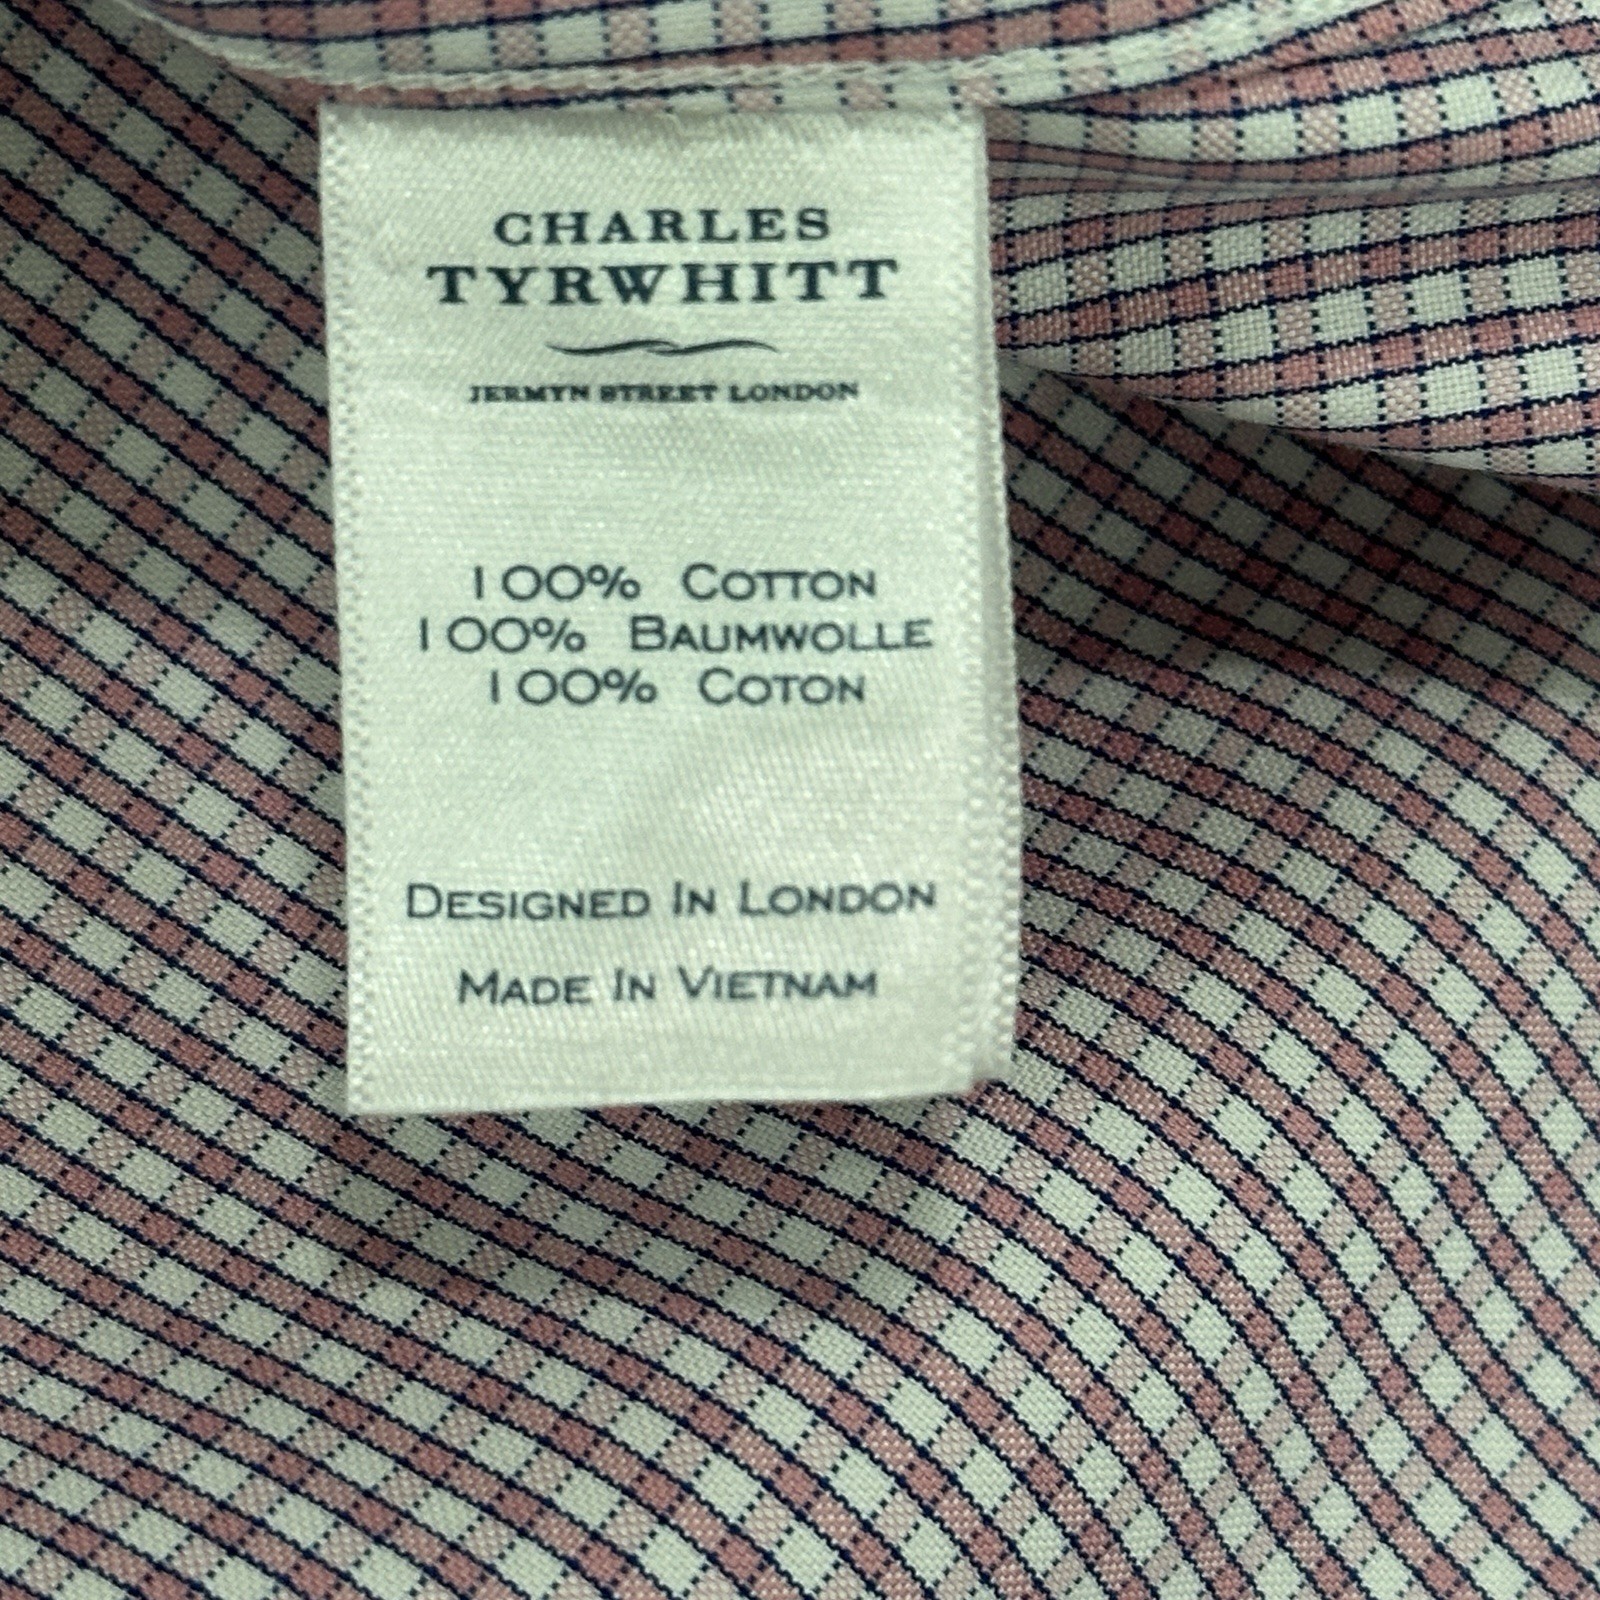 CHARLES
TYRWHITT
JERMYN STREET LONDON
100% COTTON
100% BAUMWOLLE
100% COTON
DESIGNED IN LONDON
MADE IN VIETNAM